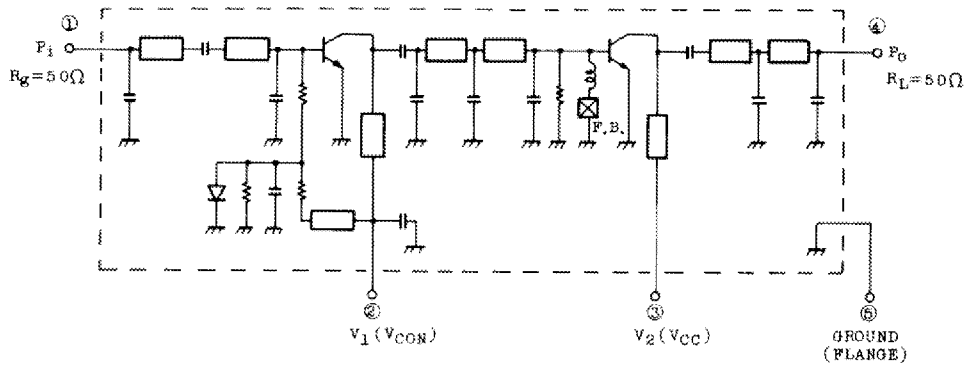 ① ④
Pi Po
Rg=50Ω RL=50Ω
F.B.
② ③ ⑤
V1(VCON) V2(VCC) GROUND
(FLANGE)